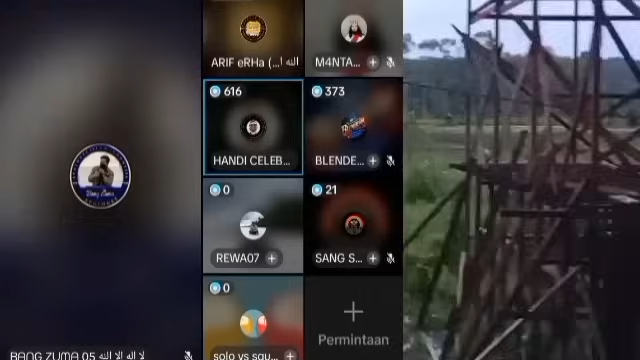 ARIF eRHa (... الله ا...
M4NTA...
616
HANDI CELEB...
373
BLENDE...
0
REWA07
21
SANG S...
0
solo vs squ...
Permintaan
BANG ZUMA 05 لا اله الا الله